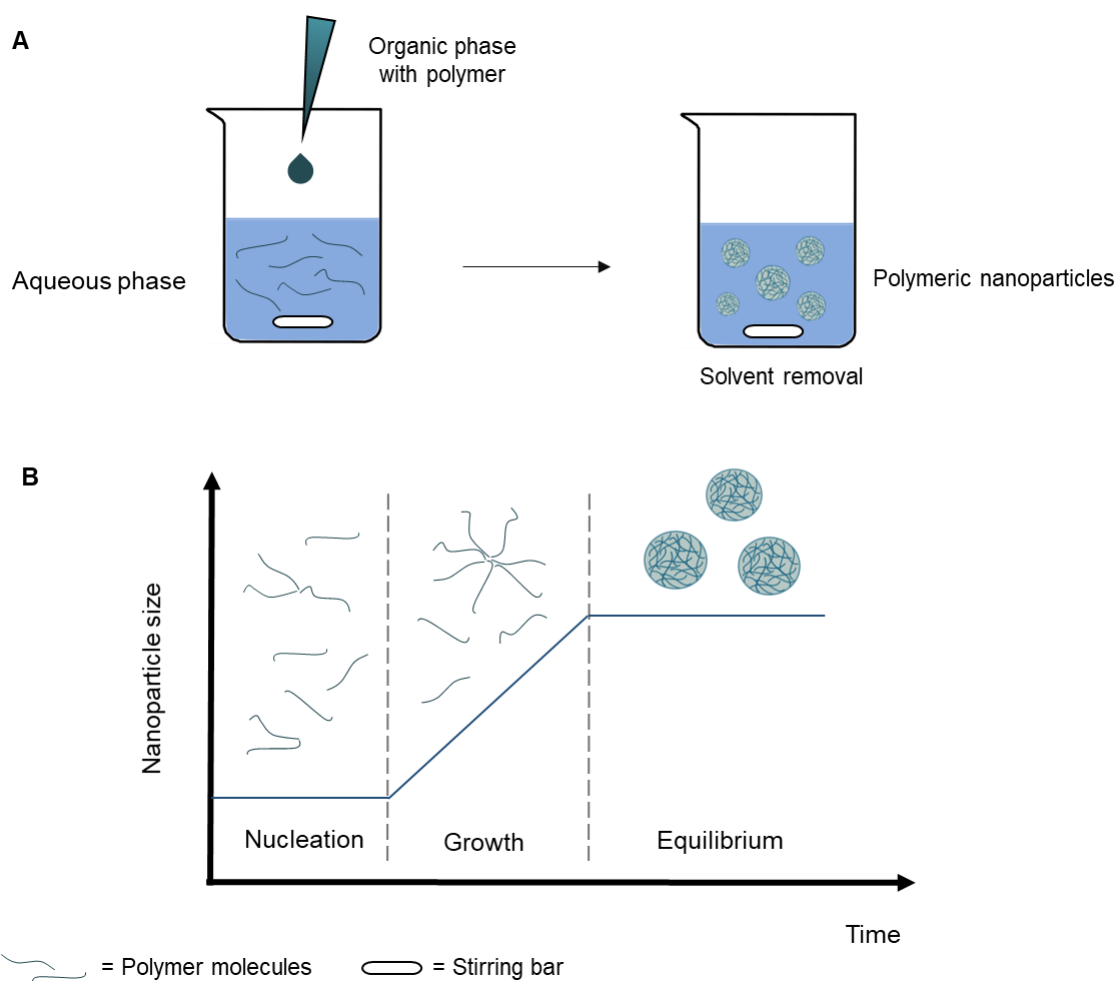 A
Organic phase
with polymer
Aqueous phase
Polymeric nanoparticles
Solvent removal
B
Nanoparticle size
Nucleation
Growth
Equilibrium
Time
= Polymer molecules
= Stirring bar